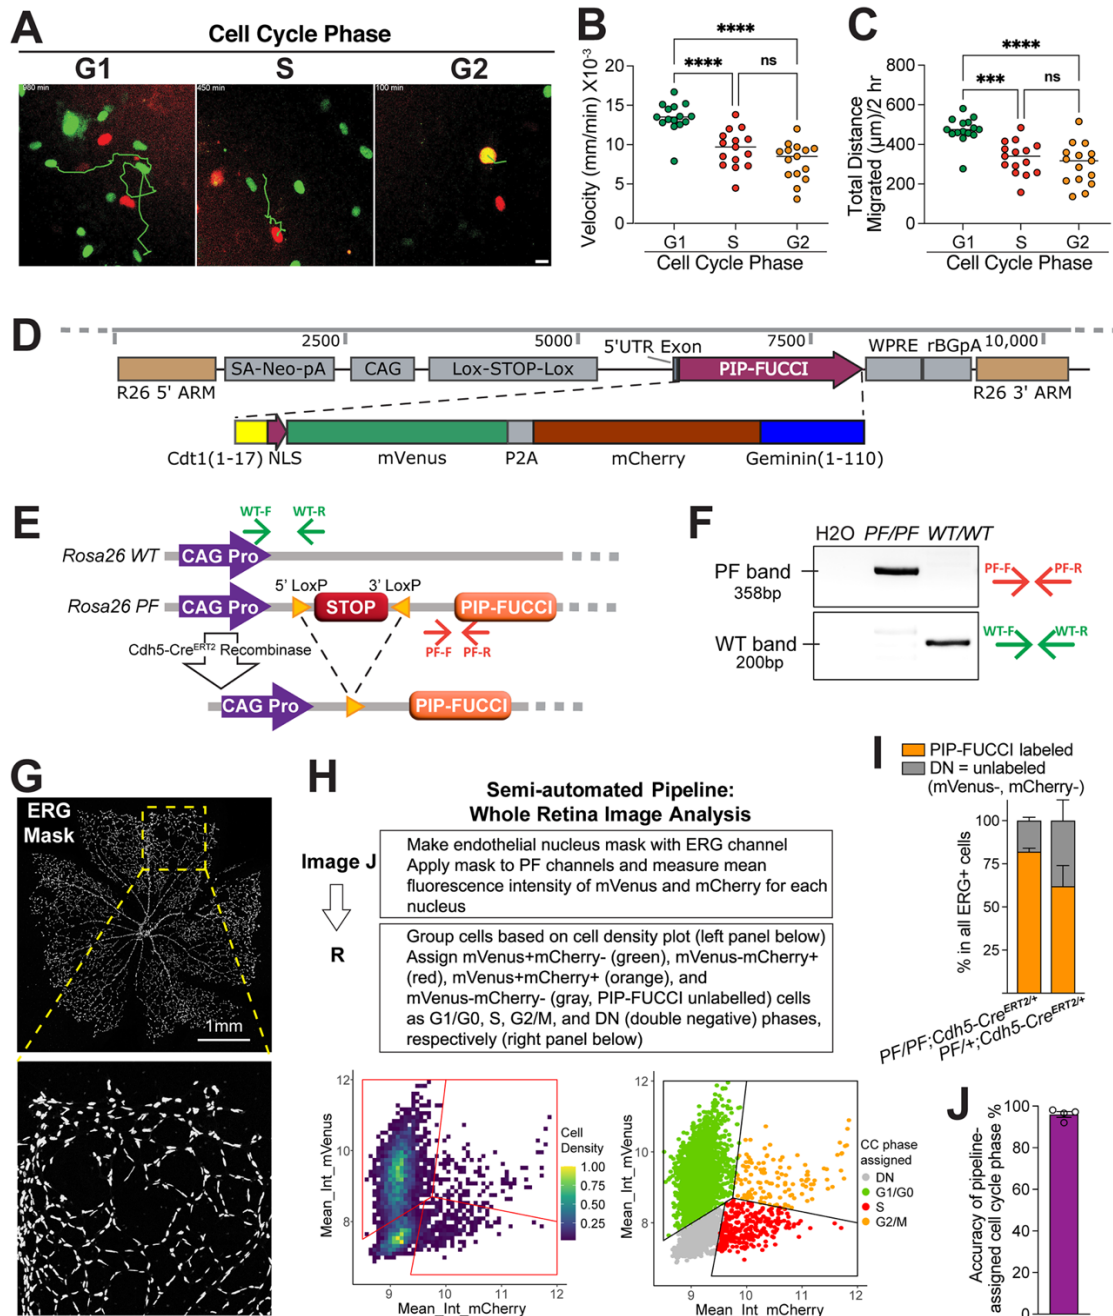 A
Cell Cycle Phase
G1
S
G2
980 min
450 min
100 min
B
****
****
ns
Velocity (mm/min) X10-3
20
15
10
5
0
G1
S
G2
Cell Cycle Phase
C
****
***
ns
Total Distance
Migrated (µm)/2 hr
800
600
400
200
0
G1
S
G2
Cell Cycle Phase
D
2500
5000
7500
10,000
5'UTR Exon
WPRE
rBGpA
SA-Neo-pA
CAG
Lox-STOP-Lox
PIP-FUCCI
R26 5' ARM
R26 3' ARM
Cdt1(1-17)
NLS
mVenus
P2A
mCherry
Geminin(1-110)
E
WT-F
WT-R
Rosa26 WT
CAG Pro
5' LoxP
3' LoxP
Rosa26 PF
CAG Pro
STOP
PIP-FUCCI
PF-F
PF-R
Cdh5-CreERT2 Recombinase
CAG Pro
PIP-FUCCI
F
H2O
PF/PF
WT/WT
PF band
358bp
PF-F
PF-R
WT band
200bp
WT-F
WT-R
G
ERG
Mask
1mm
H
Semi-automated Pipeline:
Whole Retina Image Analysis
Image J
Make endothelial nucleus mask with ERG channel
Apply mask to PF channels and measure mean
fluorescence intensity of mVenus and mCherry for each
nucleus
R
Group cells based on cell density plot (left panel below)
Assign mVenus+mCherry- (green), mVenus-mCherry+
(red), mVenus+mCherry+ (orange), and
mVenus-mCherry- (gray, PIP-FUCCI unlabelled) cells
as G1/G0, S, G2/M, and DN (double negative) phases,
respectively (right panel below)
Mean_Int_mVenus
12
11
10
8
9
10
11
12
Mean_Int_mCherry
Cell
Density
1.00
0.75
0.50
0.25
Mean_Int_mVenus
12
10
8
9
10
11
12
Mean_Int_mCherry
CC phase
assigned
DN
G1/G0
S
G2/M
I
PIP-FUCCI labeled
DN = unlabeled
(mVenus-, mCherry-)
% in all ERG+ cells
100
75
50
25
PF/PF;Cdh5-CreERT2/+
PF/+;Cdh5-CreERT2/+
J
Accuracy of pipeline-
assigned cell cycle phase %
100
80
60
40
20
0